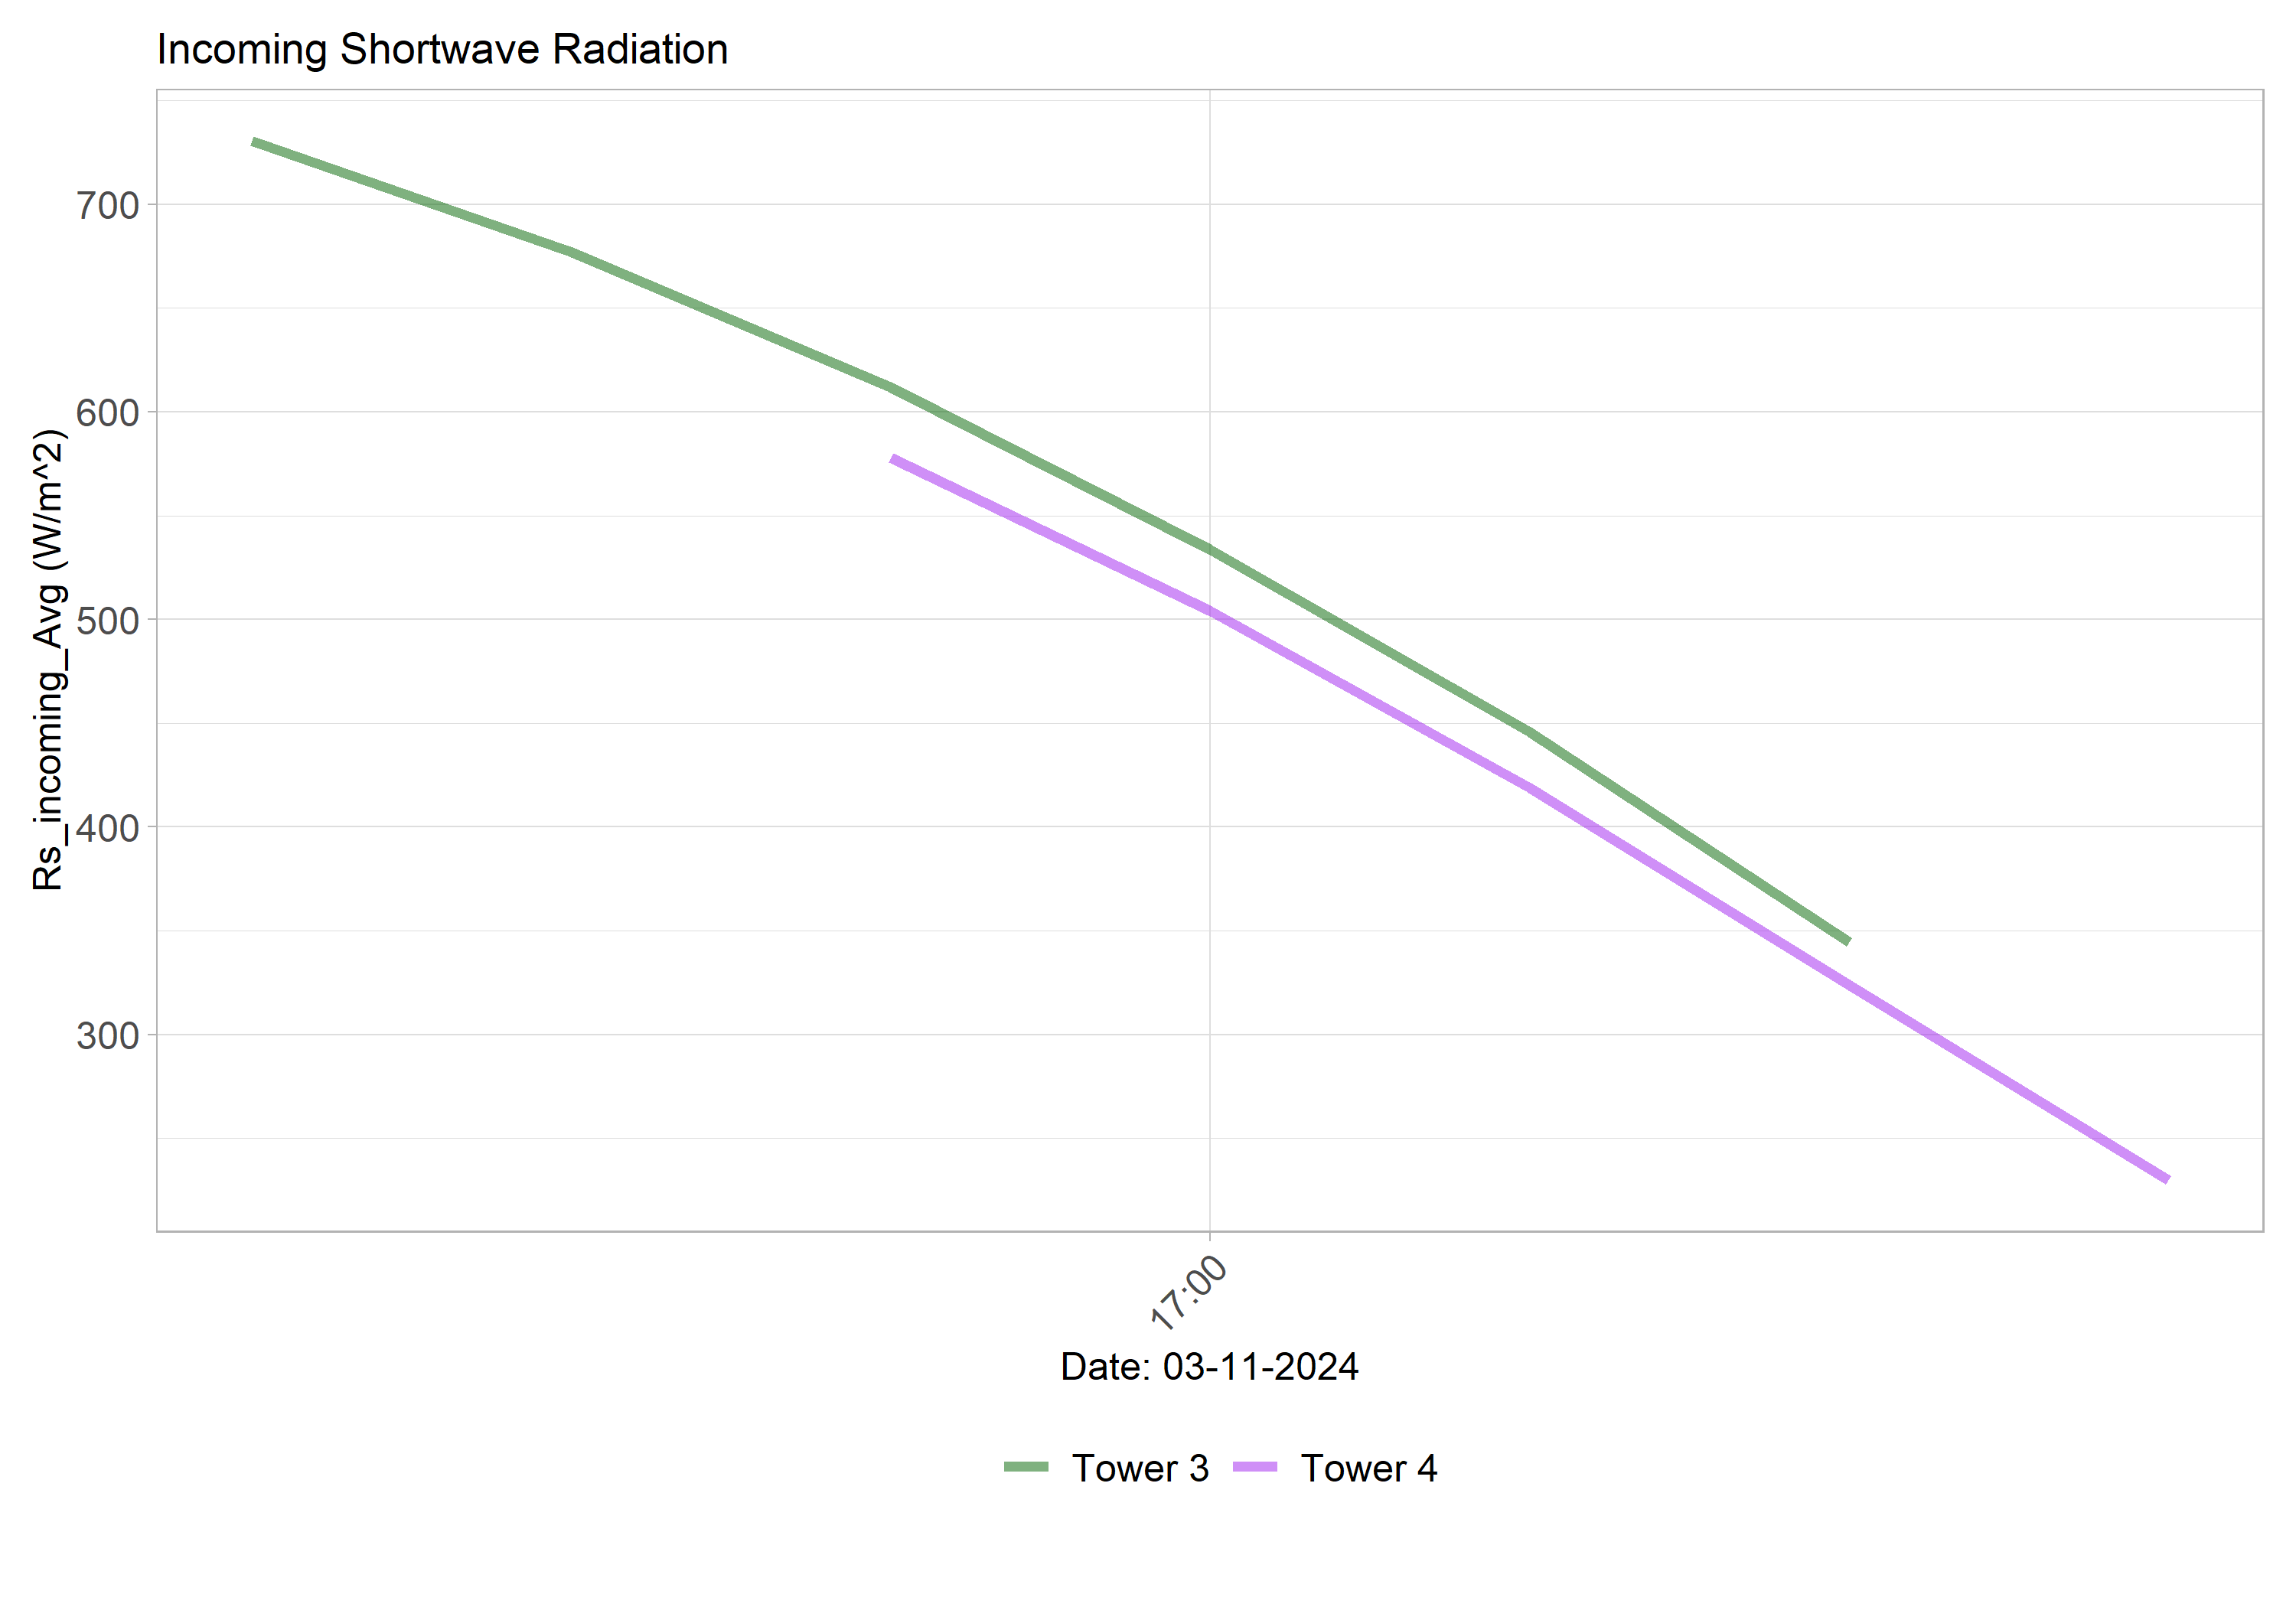 Incoming Shortwave Radiation
Rs_incoming_Avg (W/m^2)
700
600
500
400
300
17:00
Date: 03-11-2024
Tower 3 Tower 4